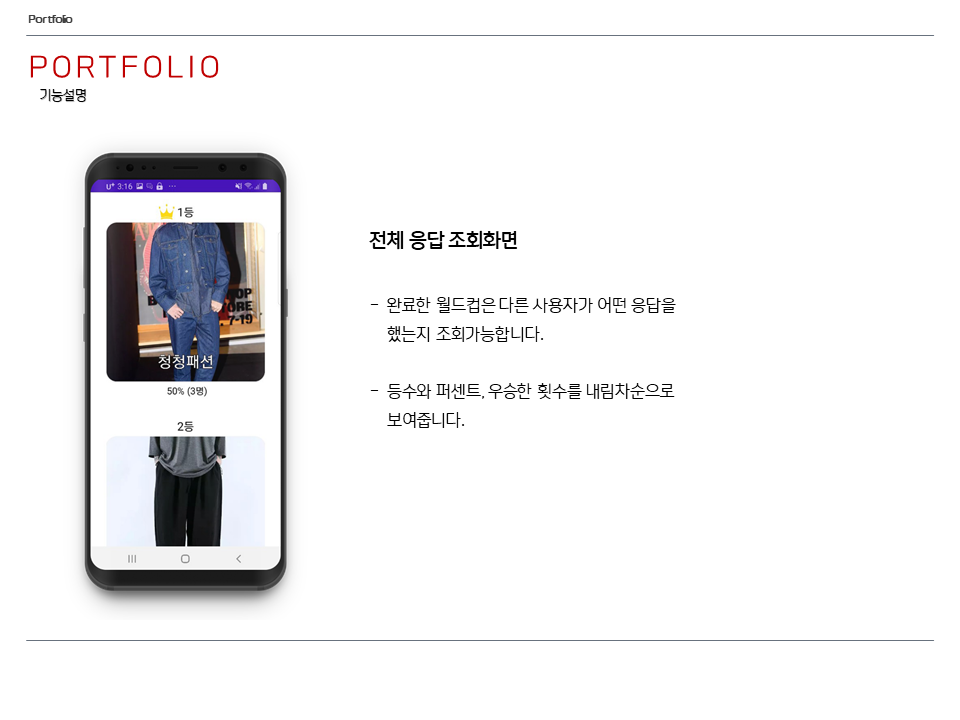 Portfolio
PORTFOLIO
기능설명
U+ 3:16
1등
OP
ORE
7-19
청청패션
50% (3명)
2등
전체 응답 조회화면
- 완료한 월드컵은 다른 사용자가 어떤 응답을
했는지 조회가능합니다.
- 등수와 퍼센트, 우승한 횟수를 내림차순으로
보여줍니다.